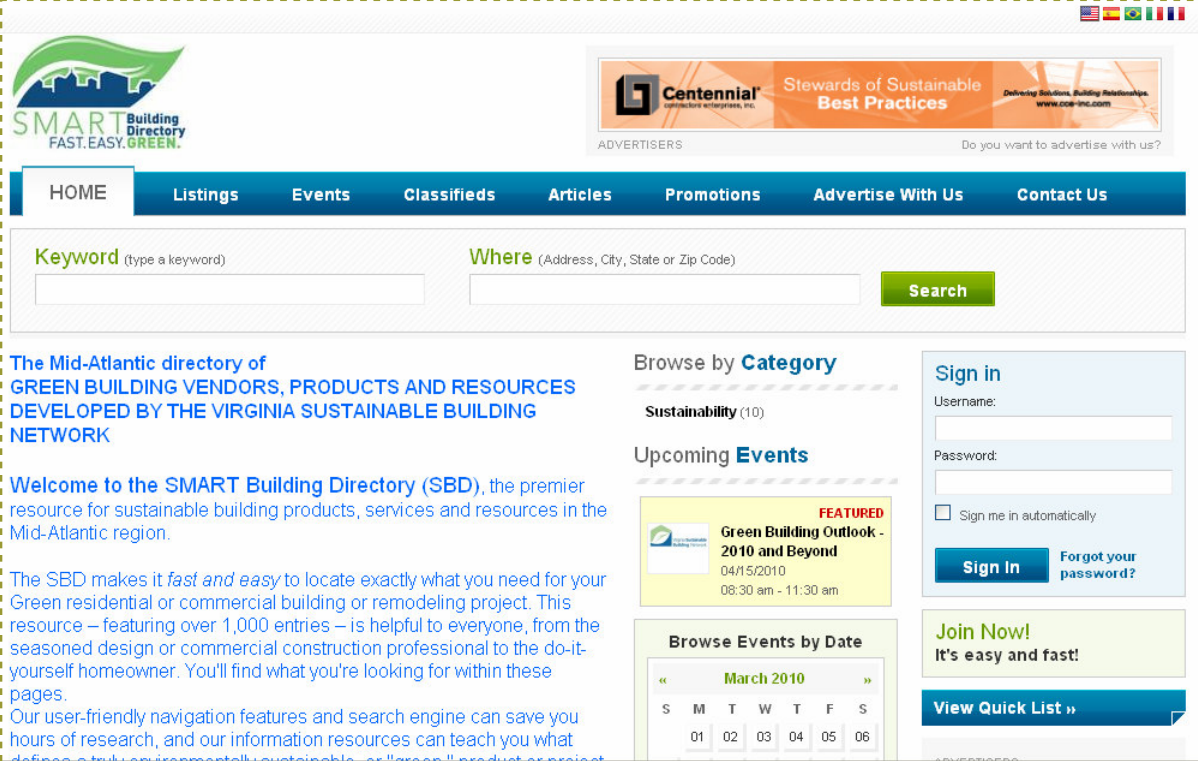 SMART Building
Directory
FAST.EASY.GREEN.
Centennial
contractors enterprises, inc.
Stewards of Sustainable
Best Practices
Delivering Solutions, Building Relationships.
www.cce-inc.com
ADVERTISERS
Do you want to advertise with us?
HOME Listings Events Classifieds Articles Promotions Advertise With Us Contact Us
Keyword (type a keyword)
Where (Address, City, State or Zip Code)
Search
The Mid-Atlantic directory of
GREEN BUILDING VENDORS, PRODUCTS AND RESOURCES
DEVELOPED BY THE VIRGINIA SUSTAINABLE BUILDING
NETWORK
Welcome to the SMART Building Directory (SBD), the premier
resource for sustainable building products, services and resources in the
Mid-Atlantic region.
The SBD makes it fast and easy to locate exactly what you need for your
Green residential or commercial building or remodeling project. This
resource – featuring over 1,000 entries – is helpful to everyone, from the
seasoned design or commercial construction professional to the do-it-
yourself homeowner. You'll find what you're looking for within these
pages.
Our user-friendly navigation features and search engine can save you
hours of research, and our information resources can teach you what
defines a truly environmentally sustainable, or "green," product or project
Browse by Category
Sustainability (10)
Upcoming Events
FEATURED
Green Building Outlook -
2010 and Beyond
04/15/2010
08:30 am - 11:30 am
Browse Events by Date
« March 2010 »
S M T W T F S
01 02 03 04 05 06
Sign in
Username:
Password:
Sign me in automatically
Sign In
Forgot your
password?
Join Now!
It's easy and fast!
View Quick List »
ADVERTISERS